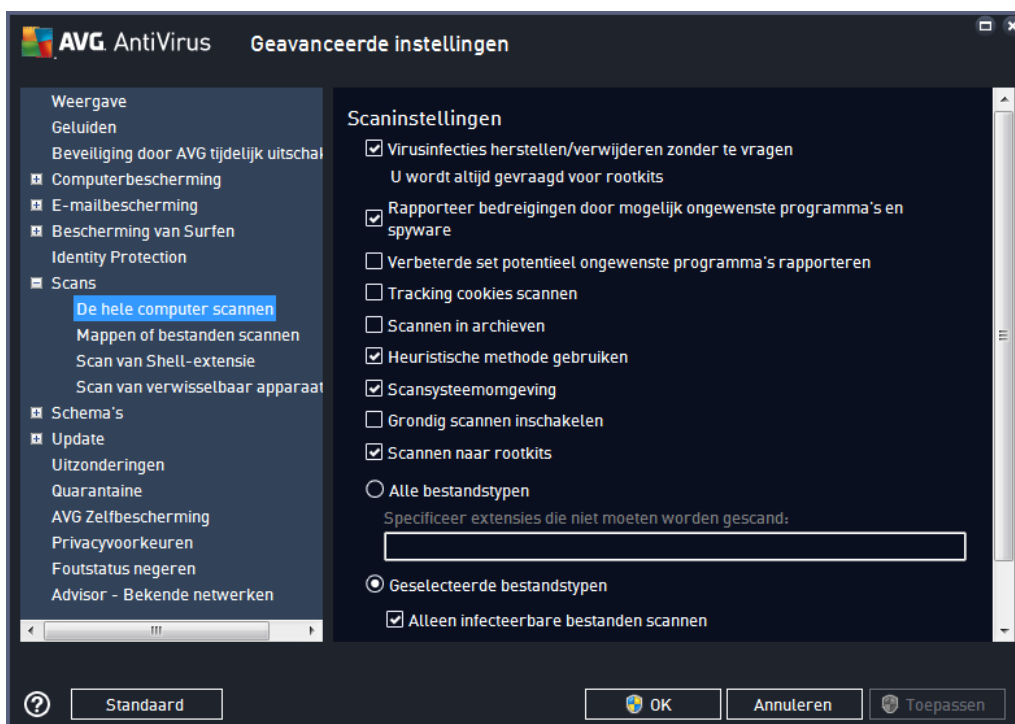 AVG. AntiVirus Geavanceerde instellingen
Weergave
Geluiden
Beveiliging door AVG tijdelijk uitschak
Computerbescherming
E-mailbescherming
Bescherming van Surfen
Identity Protection
Scans
De hele computer scannen
Mappen of bestanden scannen
Scan van Shell-extensie
Scan van verwisselbaar apparaat
Schema's
Update
Uitzonderingen
Quarantaine
AVG Zelfbescherming
Privacyvoorkeuren
Foutstatus negeren
Advisor - Bekende netwerken
Scaninstellingen
Virusinfecties herstellen/verwijderen zonder te vragen
U wordt altijd gevraagd voor rootkits
Rapporteer bedreigingen door mogelijk ongewenste programma's en
spyware
Verbeterde set potentieel ongewenste programma's rapporteren
Tracking cookies scannen
Scannen in archieven
Heuristische methode gebruiken
Scansysteemomgeving
Grondig scannen inschakelen
Scannen naar rootkits
Alle bestandstypen
Specificeer extensies die niet moeten worden gescand:
Geselecteerde bestandstypen
Alleen infecteerbare bestanden scannen
Standaard
OK
Annuleren
Toepassen